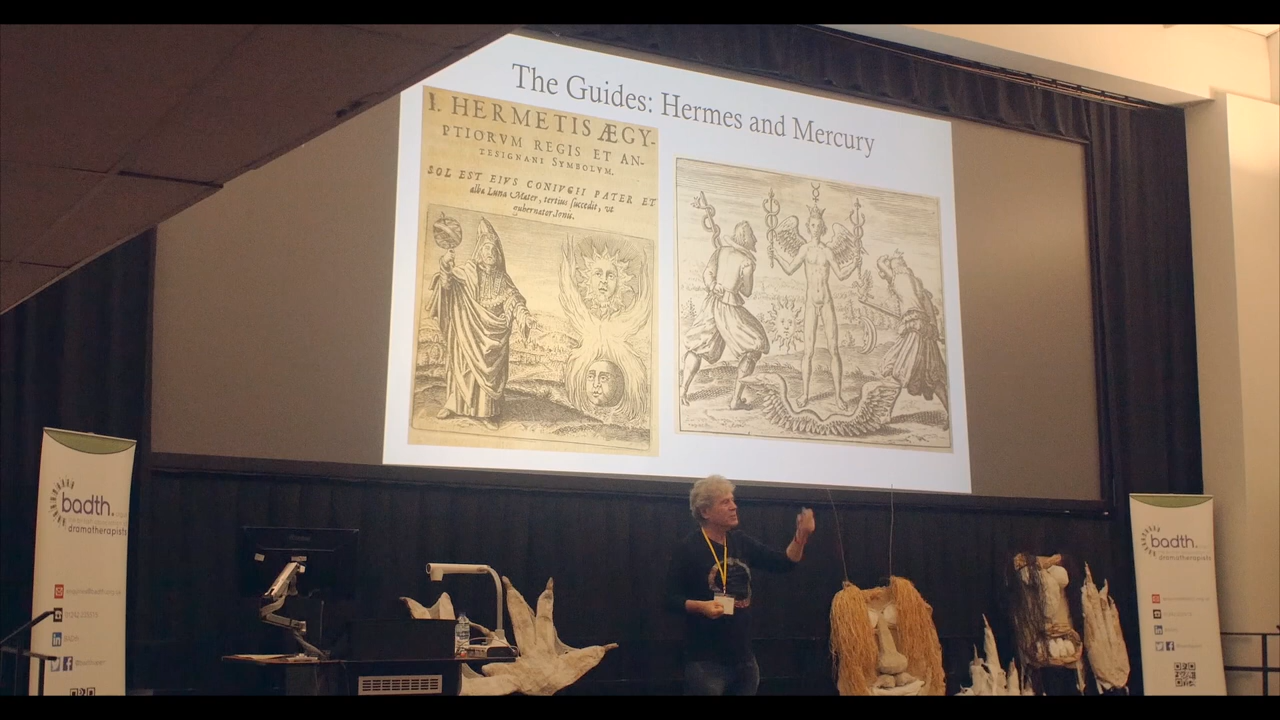 The Guides: Hermes and Mercury
I. HERMETIS ÆGY-
PTIORVM REGIS ET AN-
TESIGNANI SYMBOLVM.
SOL EST EIVS CONIVGII PATER ET
alba Luna Mater, tertius succedit, vt
gubernator, Ignis.
badth.
dramatherapists
badth.
dramatherapists